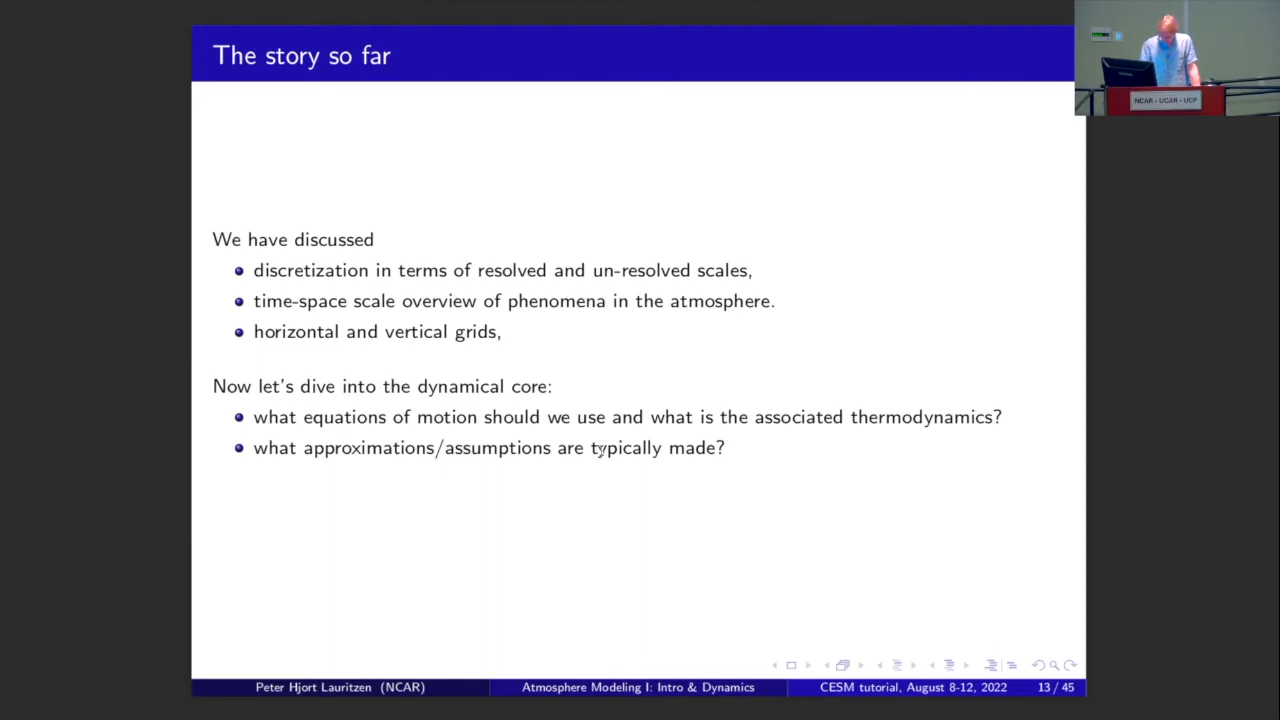 The story so far
NCAR - UCAR - UCP
We have discussed
discretization in terms of resolved and un-resolved scales,
time-space scale overview of phenomena in the atmosphere.
horizontal and vertical grids,
Now let's dive into the dynamical core:
what equations of motion should we use and what is the associated thermodynamics?
what approximations/assumptions are typically made?
Peter Hjort Lauritzen (NCAR) Atmosphere Modeling I: Intro & Dynamics CESM tutorial, August 8-12, 2022 13 / 45